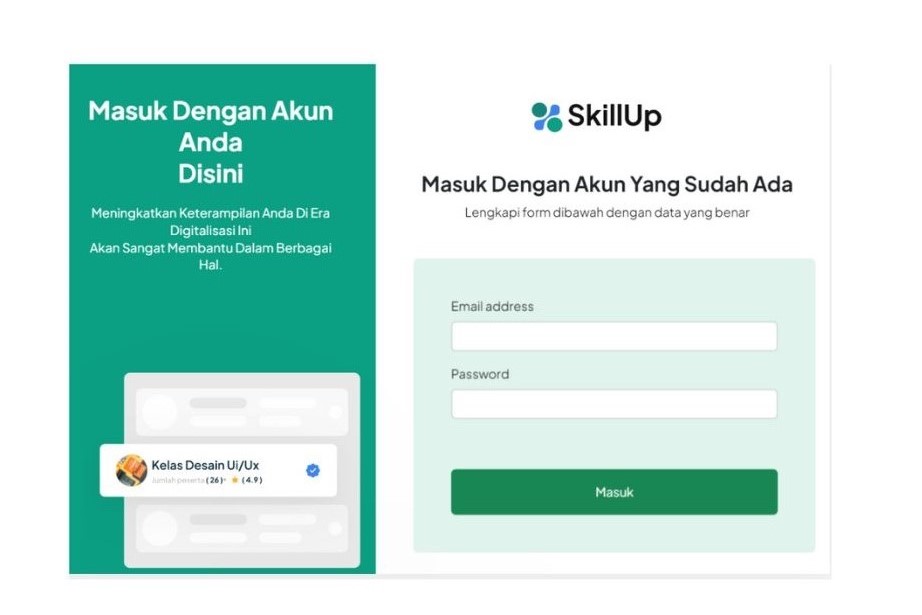 Masuk Dengan Akun
Anda
Disini
Meningkatkan Keterampilan Anda Di Era
Digitalisasi Ini
Akan Sangat Membantu Dalam Berbagai
Hal.
Kelas Desain Ui/Ux
Jumlah peserta (26) (4.9)
SkillUp
Masuk Dengan Akun Yang Sudah Ada
Lengkapi form dibawah dengan data yang benar
Email address
Password
Masuk